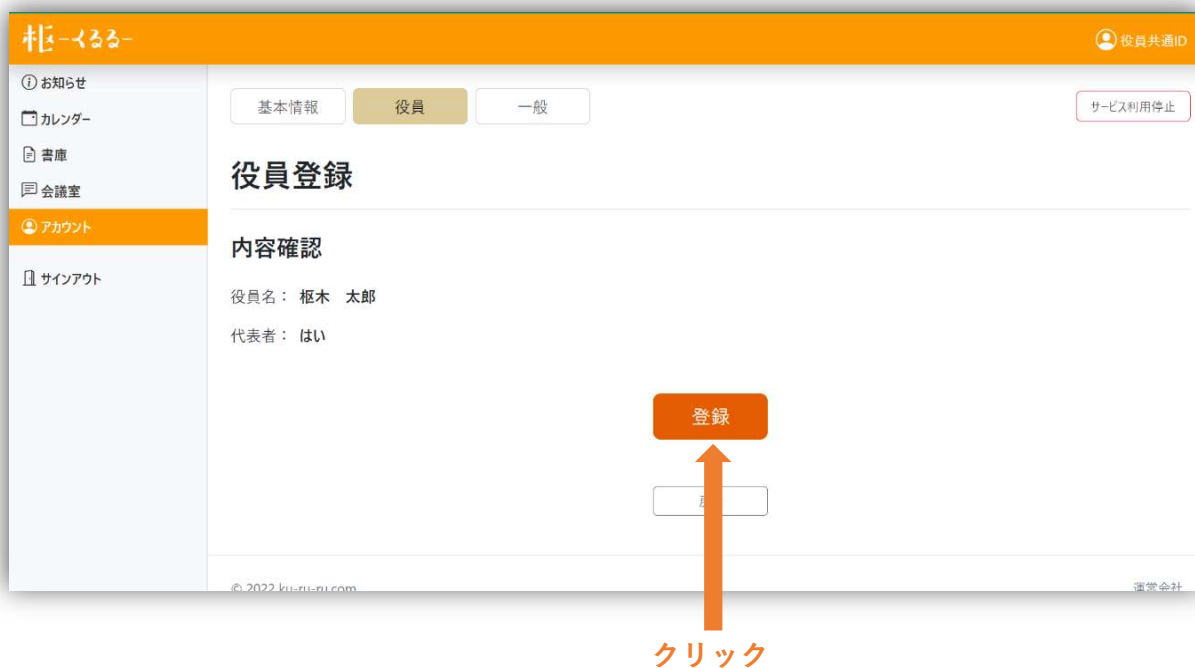 枢-くるる-
役員共通ID
お知らせ
カレンダー
書庫
会議室
アカウント
サインアウト
基本情報 役員 一般
サービス利用停止
役員登録
内容確認
役員名： 枢木　太郎
代表者： はい
登録
© 2022 ku-ru-ru.com
運営会社
クリック